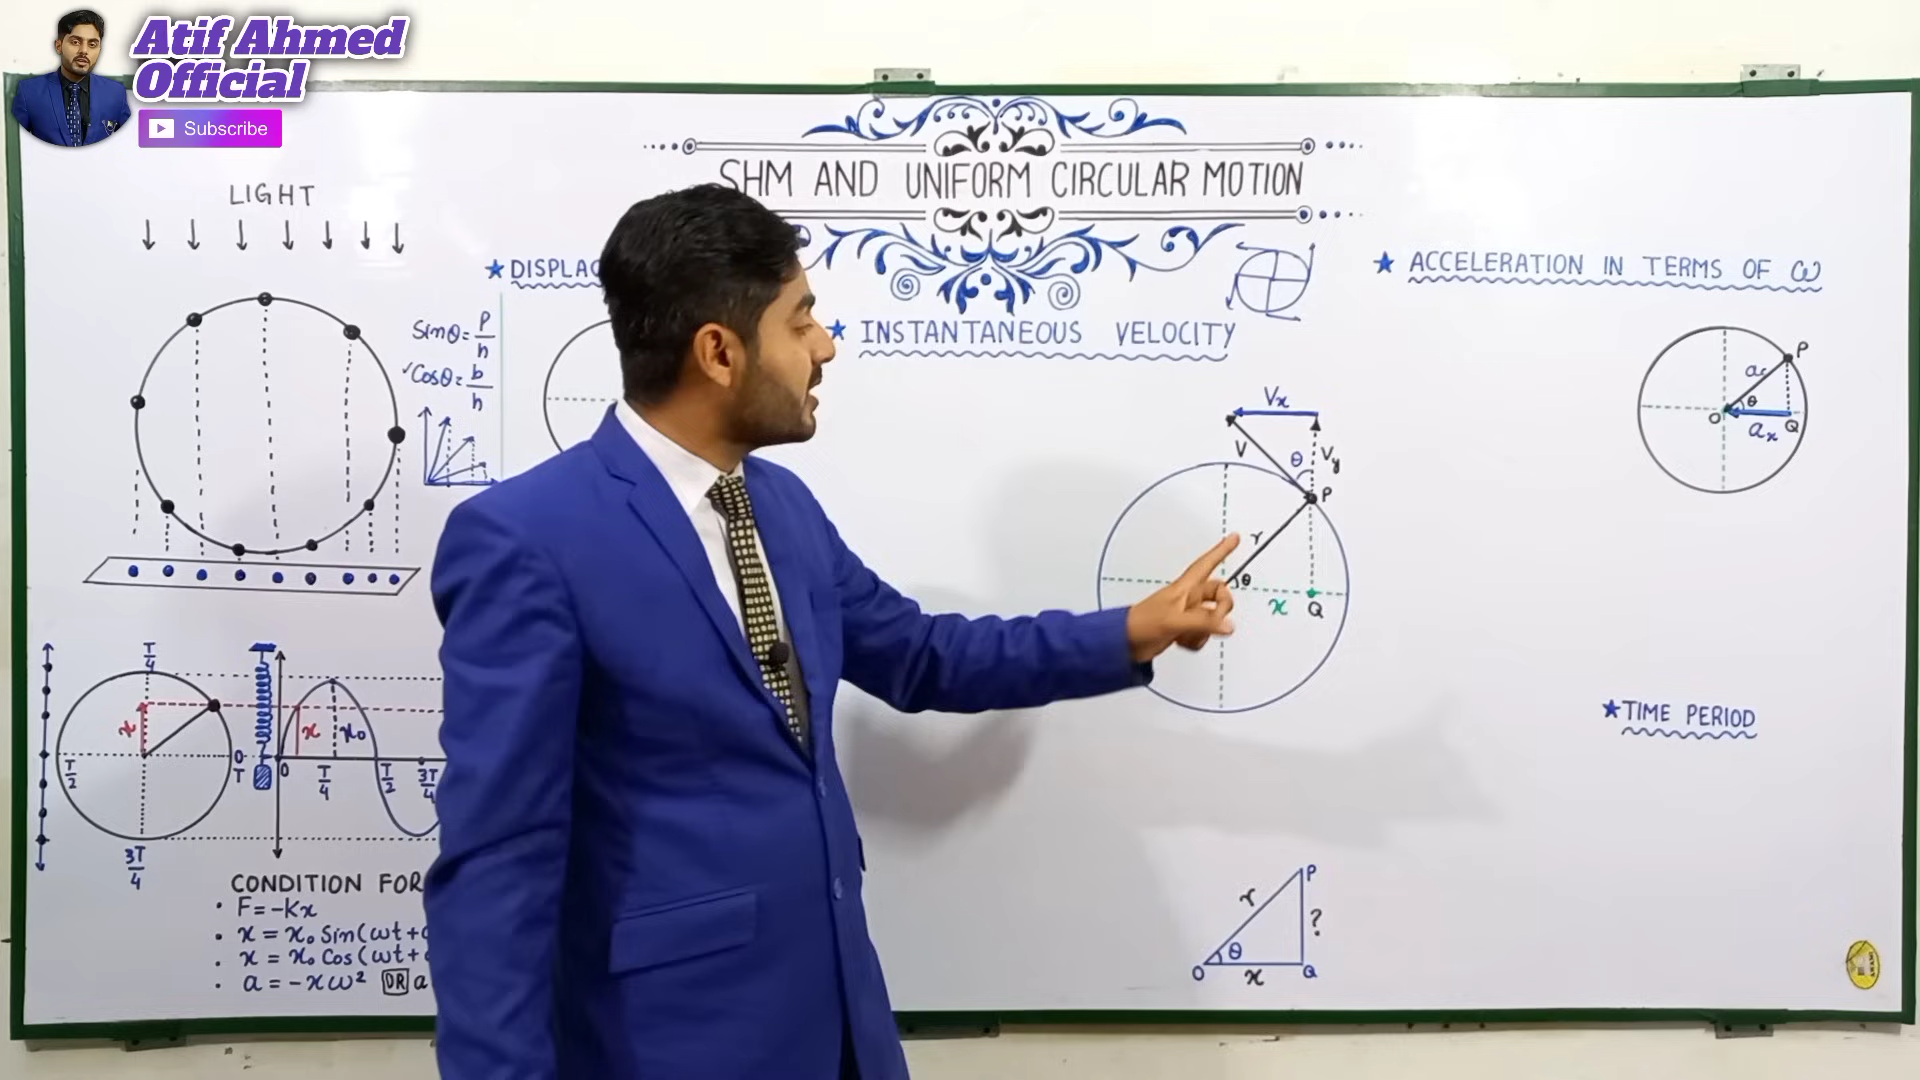 Atif Ahmed
Official
Subscribe
SHM AND UNIFORM CIRCULAR MOTION
LIGHT
★ DISPLAC
Sinθ = P/h
✓Cosθ = b/h
★ INSTANTANEOUS VELOCITY
Vx
V
θ
Vy
P
r
θ
x
Q
★ ACCELERATION IN TERMS OF ω
P
ac
θ
O
ax
Q
★ TIME PERIOD
T/4
x
T/2
O
T
3T/4
x
x₀
O
T/4
T/2
3T/4
CONDITION FOR
• F = -Kx
• x = x₀ Sin(ωt +
• x = x₀ Cos(ωt +
• a = -xω² OR a
P
r
?
θ
O
x
Q